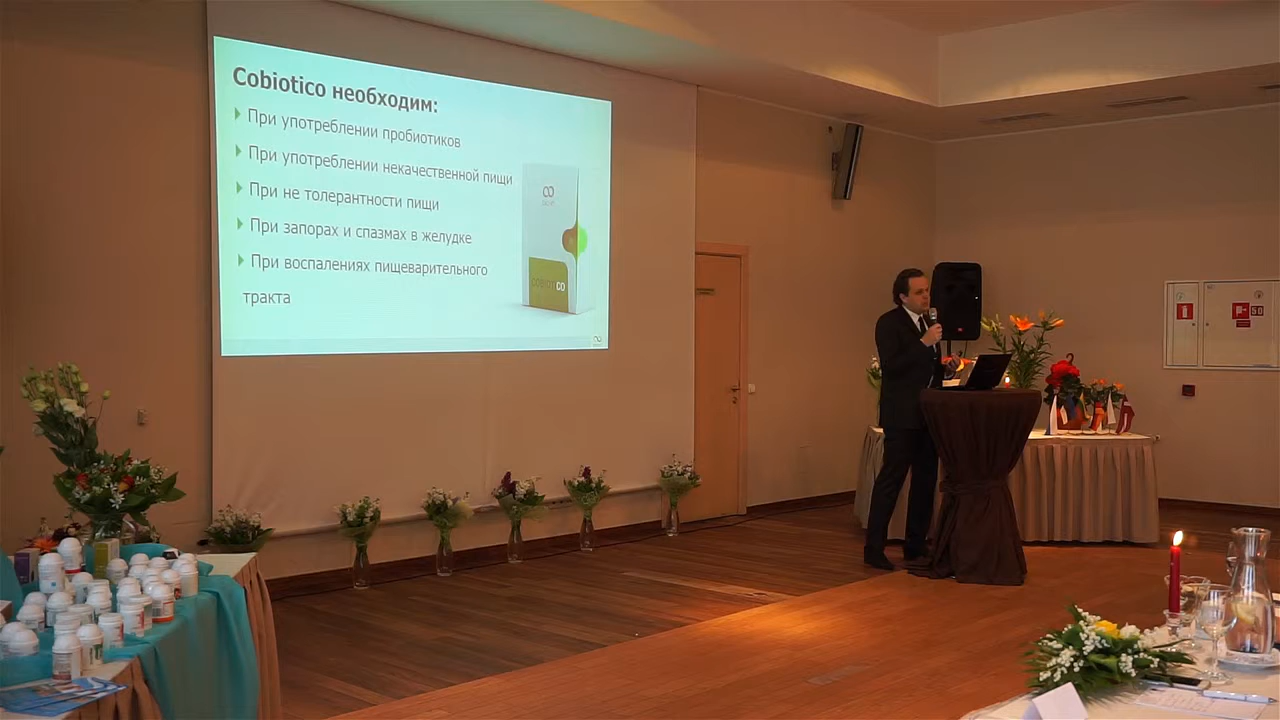 Cobiotico необходим:
При употреблении пробиотиков
При употреблении некачественной пищи
При не толерантности пищи
При запорах и спазмах в желудке
При воспалениях пищеварительного
тракта
COBIOTICO